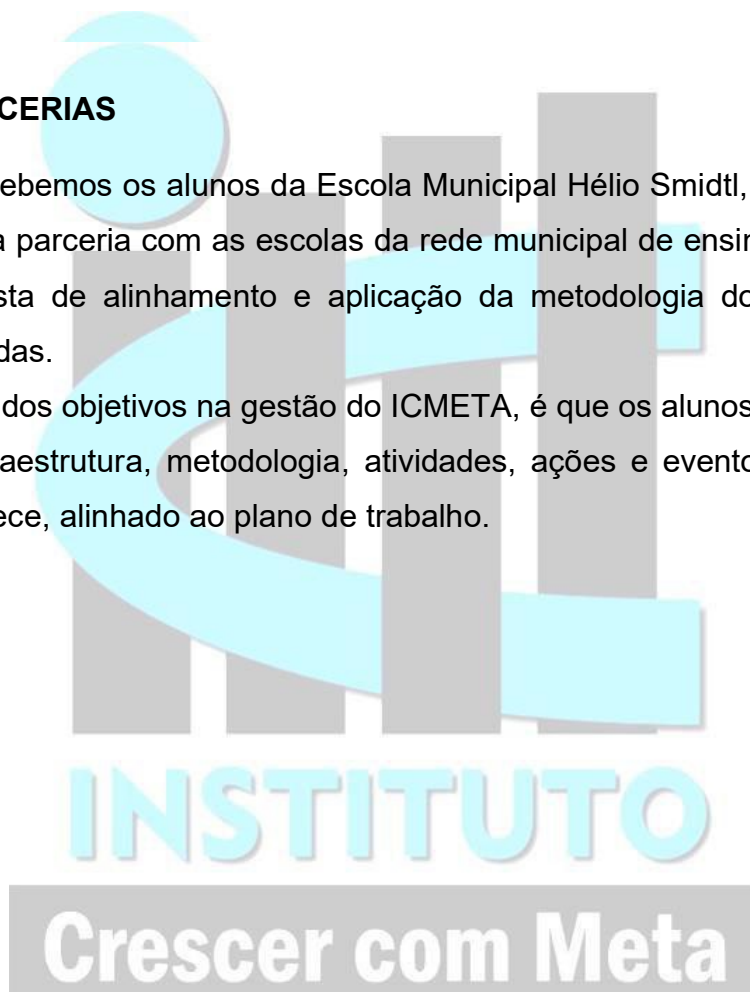 CERIAS
ebemos os alunos da Escola Municipal Hélio Smidtl,
a parceria com as escolas da rede municipal de ensin
sta de alinhamento e aplicação da metodologia do
das.
dos objetivos na gestão do ICMETA, é que os alunos
aestrutura, metodologia, atividades, ações e evento
ece, alinhado ao plano de trabalho.
INSTITUTO
Crescer com Meta